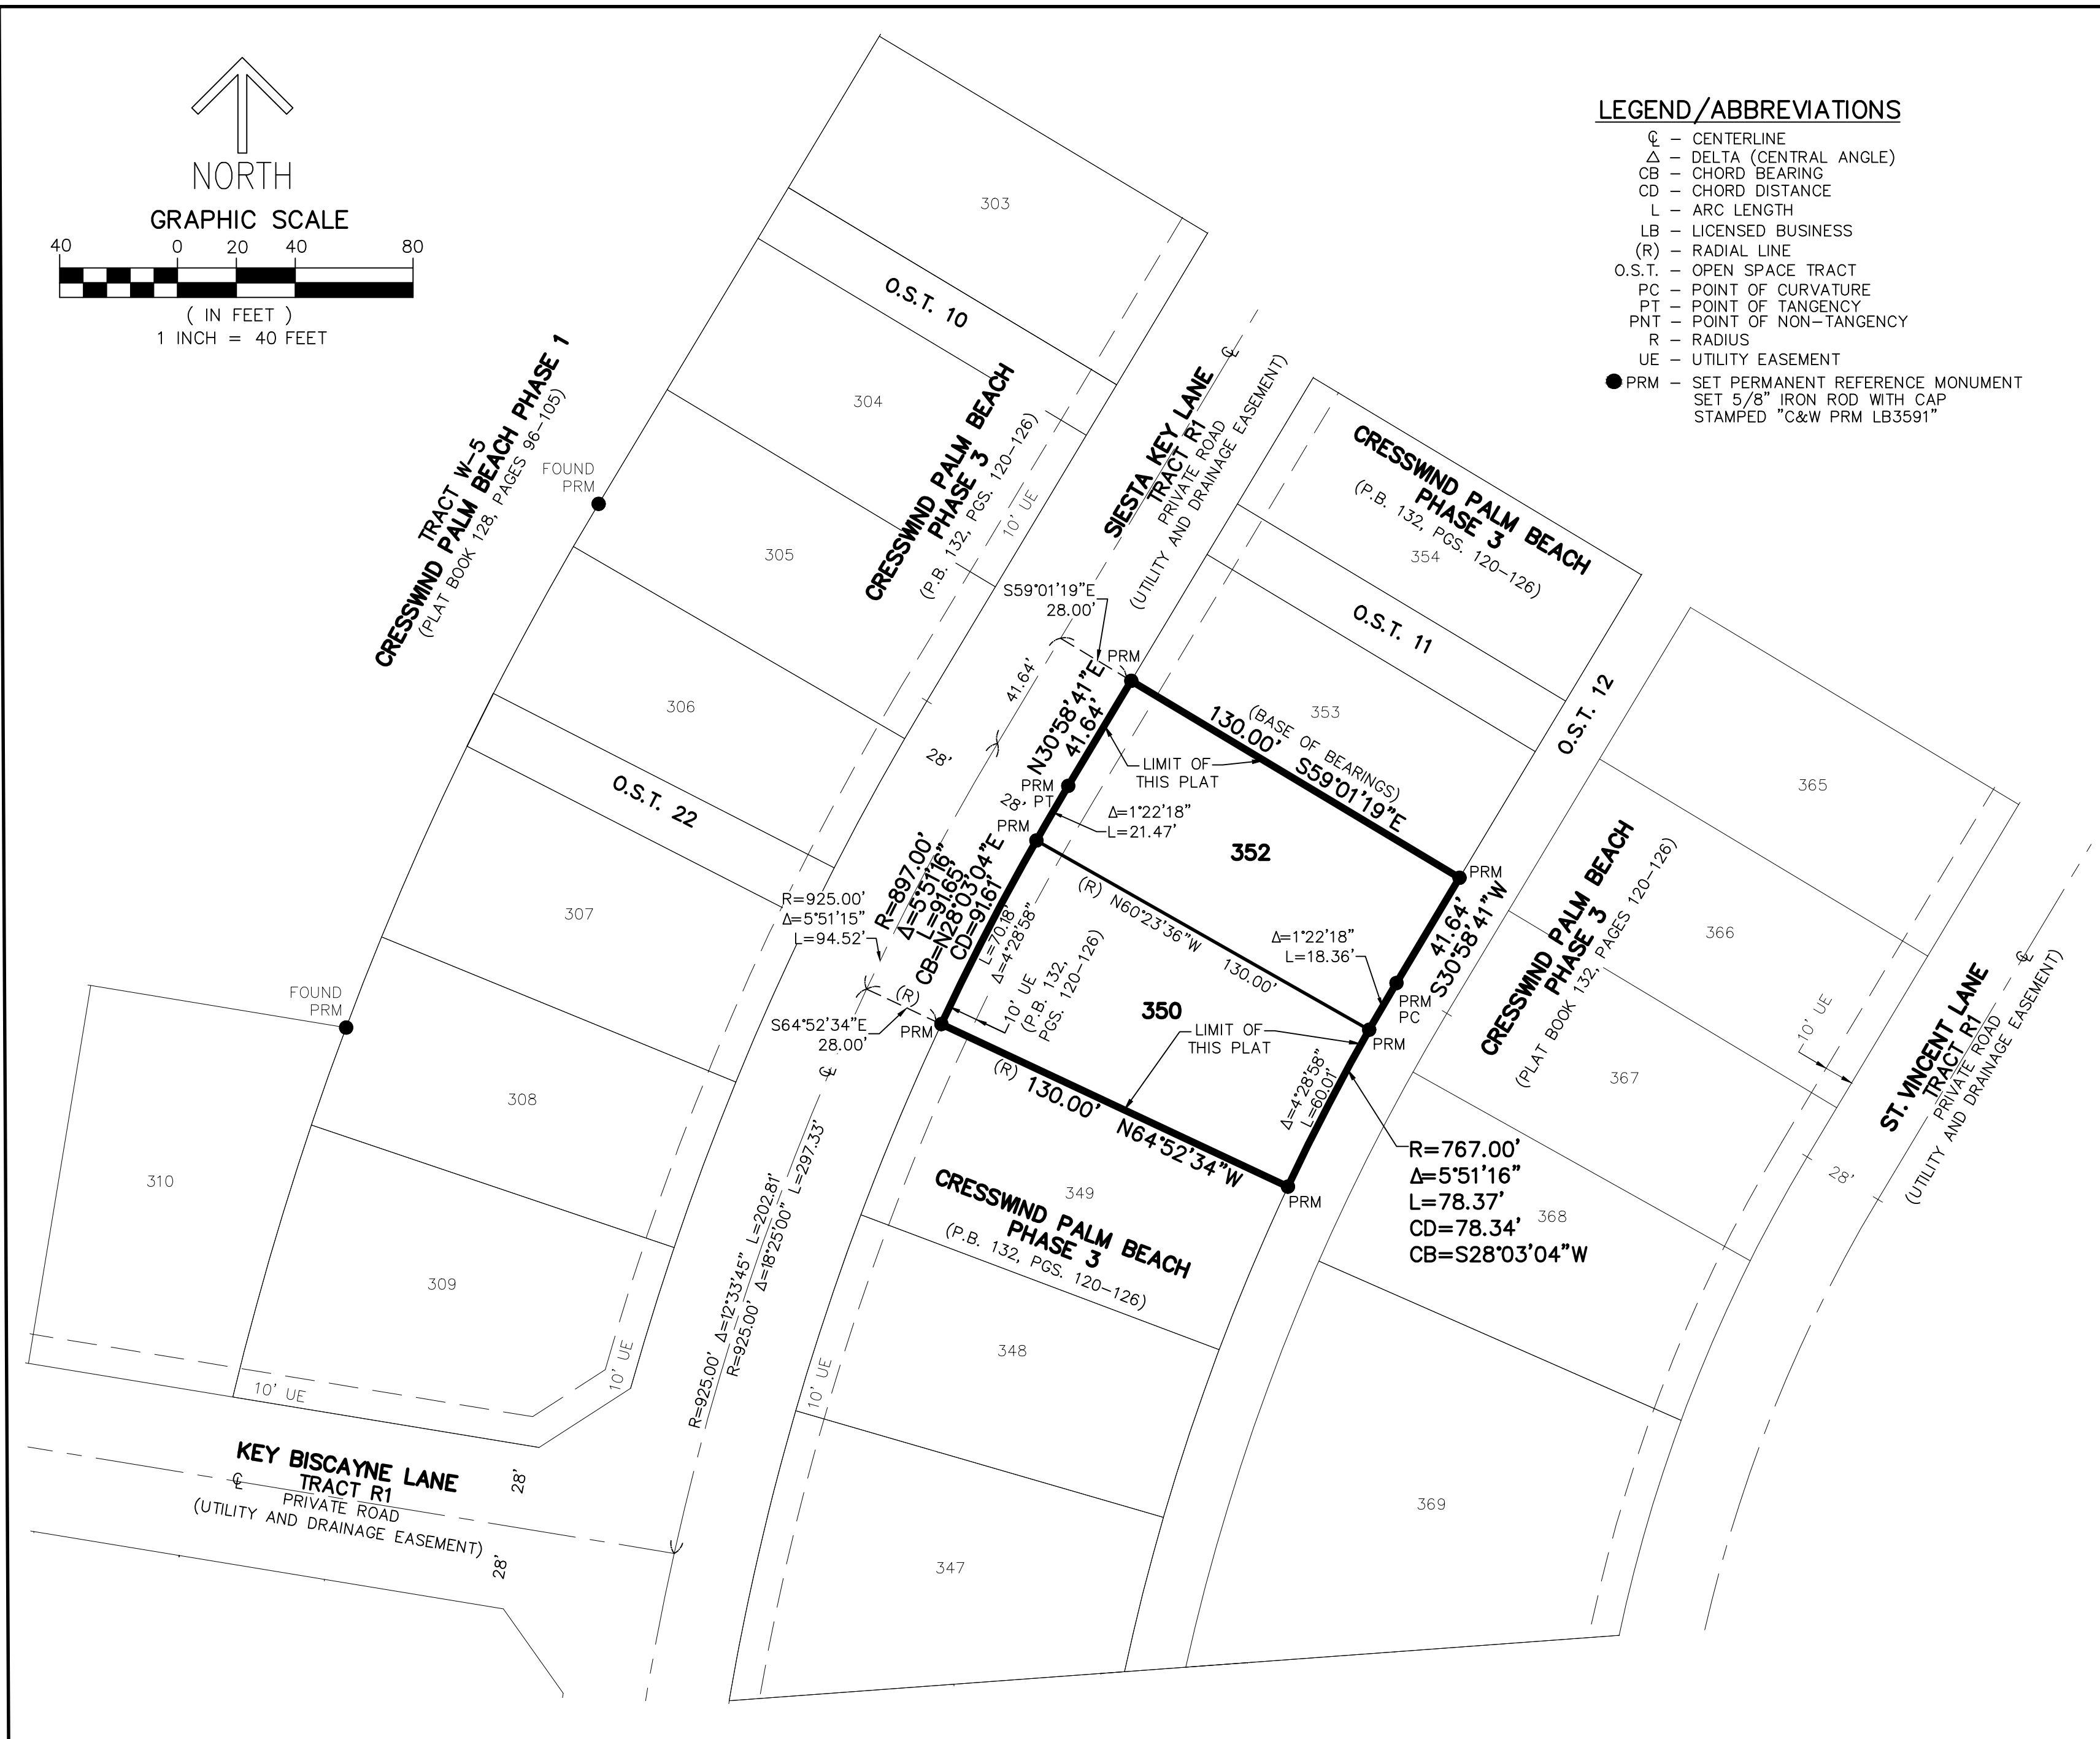 NORTH
GRAPHIC SCALE
40 0 20 40 80
( IN FEET )
1 INCH = 40 FEET
LEGEND/ABBREVIATIONS
℄ – CENTERLINE
Δ – DELTA (CENTRAL ANGLE)
CB – CHORD BEARING
CD – CHORD DISTANCE
L – ARC LENGTH
LB – LICENSED BUSINESS
(R) – RADIAL LINE
O.S.T. – OPEN SPACE TRACT
PC – POINT OF CURVATURE
PT – POINT OF TANGENCY
PNT – POINT OF NON-TANGENCY
R – RADIUS
UE – UTILITY EASEMENT
PRM – SET PERMANENT REFERENCE MONUMENT
SET 5/8" IRON ROD WITH CAP
STAMPED "C&W PRM LB3591"
TRACT W-5
CRESSWIND PALM BEACH PHASE 1
(PLAT BOOK 128, PAGES 96-105)
FOUND
PRM
303
O.S.T. 10
304
CRESSWIND PALM BEACH
PHASE 3
(P.B. 132, PGS. 120-126)
10' UE
305
306
O.S.T. 22
307
FOUND
PRM
308
309
310
10' UE
10' UE
SIESTA KEY LANE
℄
TRACT R1
PRIVATE ROAD
(UTILITY AND DRAINAGE EASEMENT)
CRESSWIND PALM BEACH
PHASE 3
(P.B. 132, PGS. 120-126)
354
O.S.T. 11
353
O.S.T. 12
S59°01'19"E
28.00'
PRM
41.64'
N30°58'41"E
41.64'
28'
28'
PRM
PT
PRM
LIMIT OF
THIS PLAT
130.00'
(BASE OF BEARINGS)
S59°01'19"E
Δ=1°22'18"
L=21.47'
352
PRM
41.64'
S30°58'41"W
R=897.00'
Δ=5°51'16"
L=91.65'
CB=N28°03'04"E
CD=91.61'
R=925.00'
Δ=5°51'15"
L=94.52'
L=70.18'
Δ=4°28'58"
(R) N60°23'36"W
130.00'
Δ=1°22'18"
L=18.36'
PRM
PC
PRM
10' UE
(P.B. 132,
PGS. 120-126)
350
LIMIT OF
THIS PLAT
(R)
S64°52'34"E
28.00'
PRM
℄
(R) 130.00'
N64°52'34"W
Δ=4°28'58"
L=60.01'
PRM
R=767.00'
Δ=5°51'16"
L=78.37'
CD=78.34'
CB=S28°03'04"W
349
CRESSWIND PALM BEACH
PHASE 3
(P.B. 132, PGS. 120-126)
348
10' UE
347
R=925.00' Δ=12°33'45" L=202.81'
R=925.00' Δ=18°25'00" L=297.33'
KEY BISCAYNE LANE
℄
TRACT R1
PRIVATE ROAD
(UTILITY AND DRAINAGE EASEMENT)
28'
28'
CRESSWIND PALM BEACH
PHASE 3
(PLAT BOOK 132, PAGES 120-126)
365
366
367
368
369
10' UE
ST. VINCENT LANE
℄
TRACT R1
PRIVATE ROAD
(UTILITY AND DRAINAGE EASEMENT)
28'